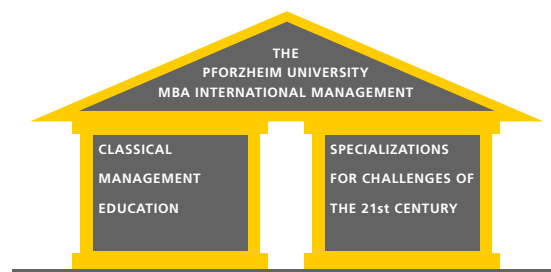 THE
PFORZHEIM UNIVERSITY
MBA INTERNATIONAL MANAGEMENT
CLASSICAL
MANAGEMENT
EDUCATION
SPECIALIZATIONS
FOR CHALLENGES OF
THE 21st CENTURY